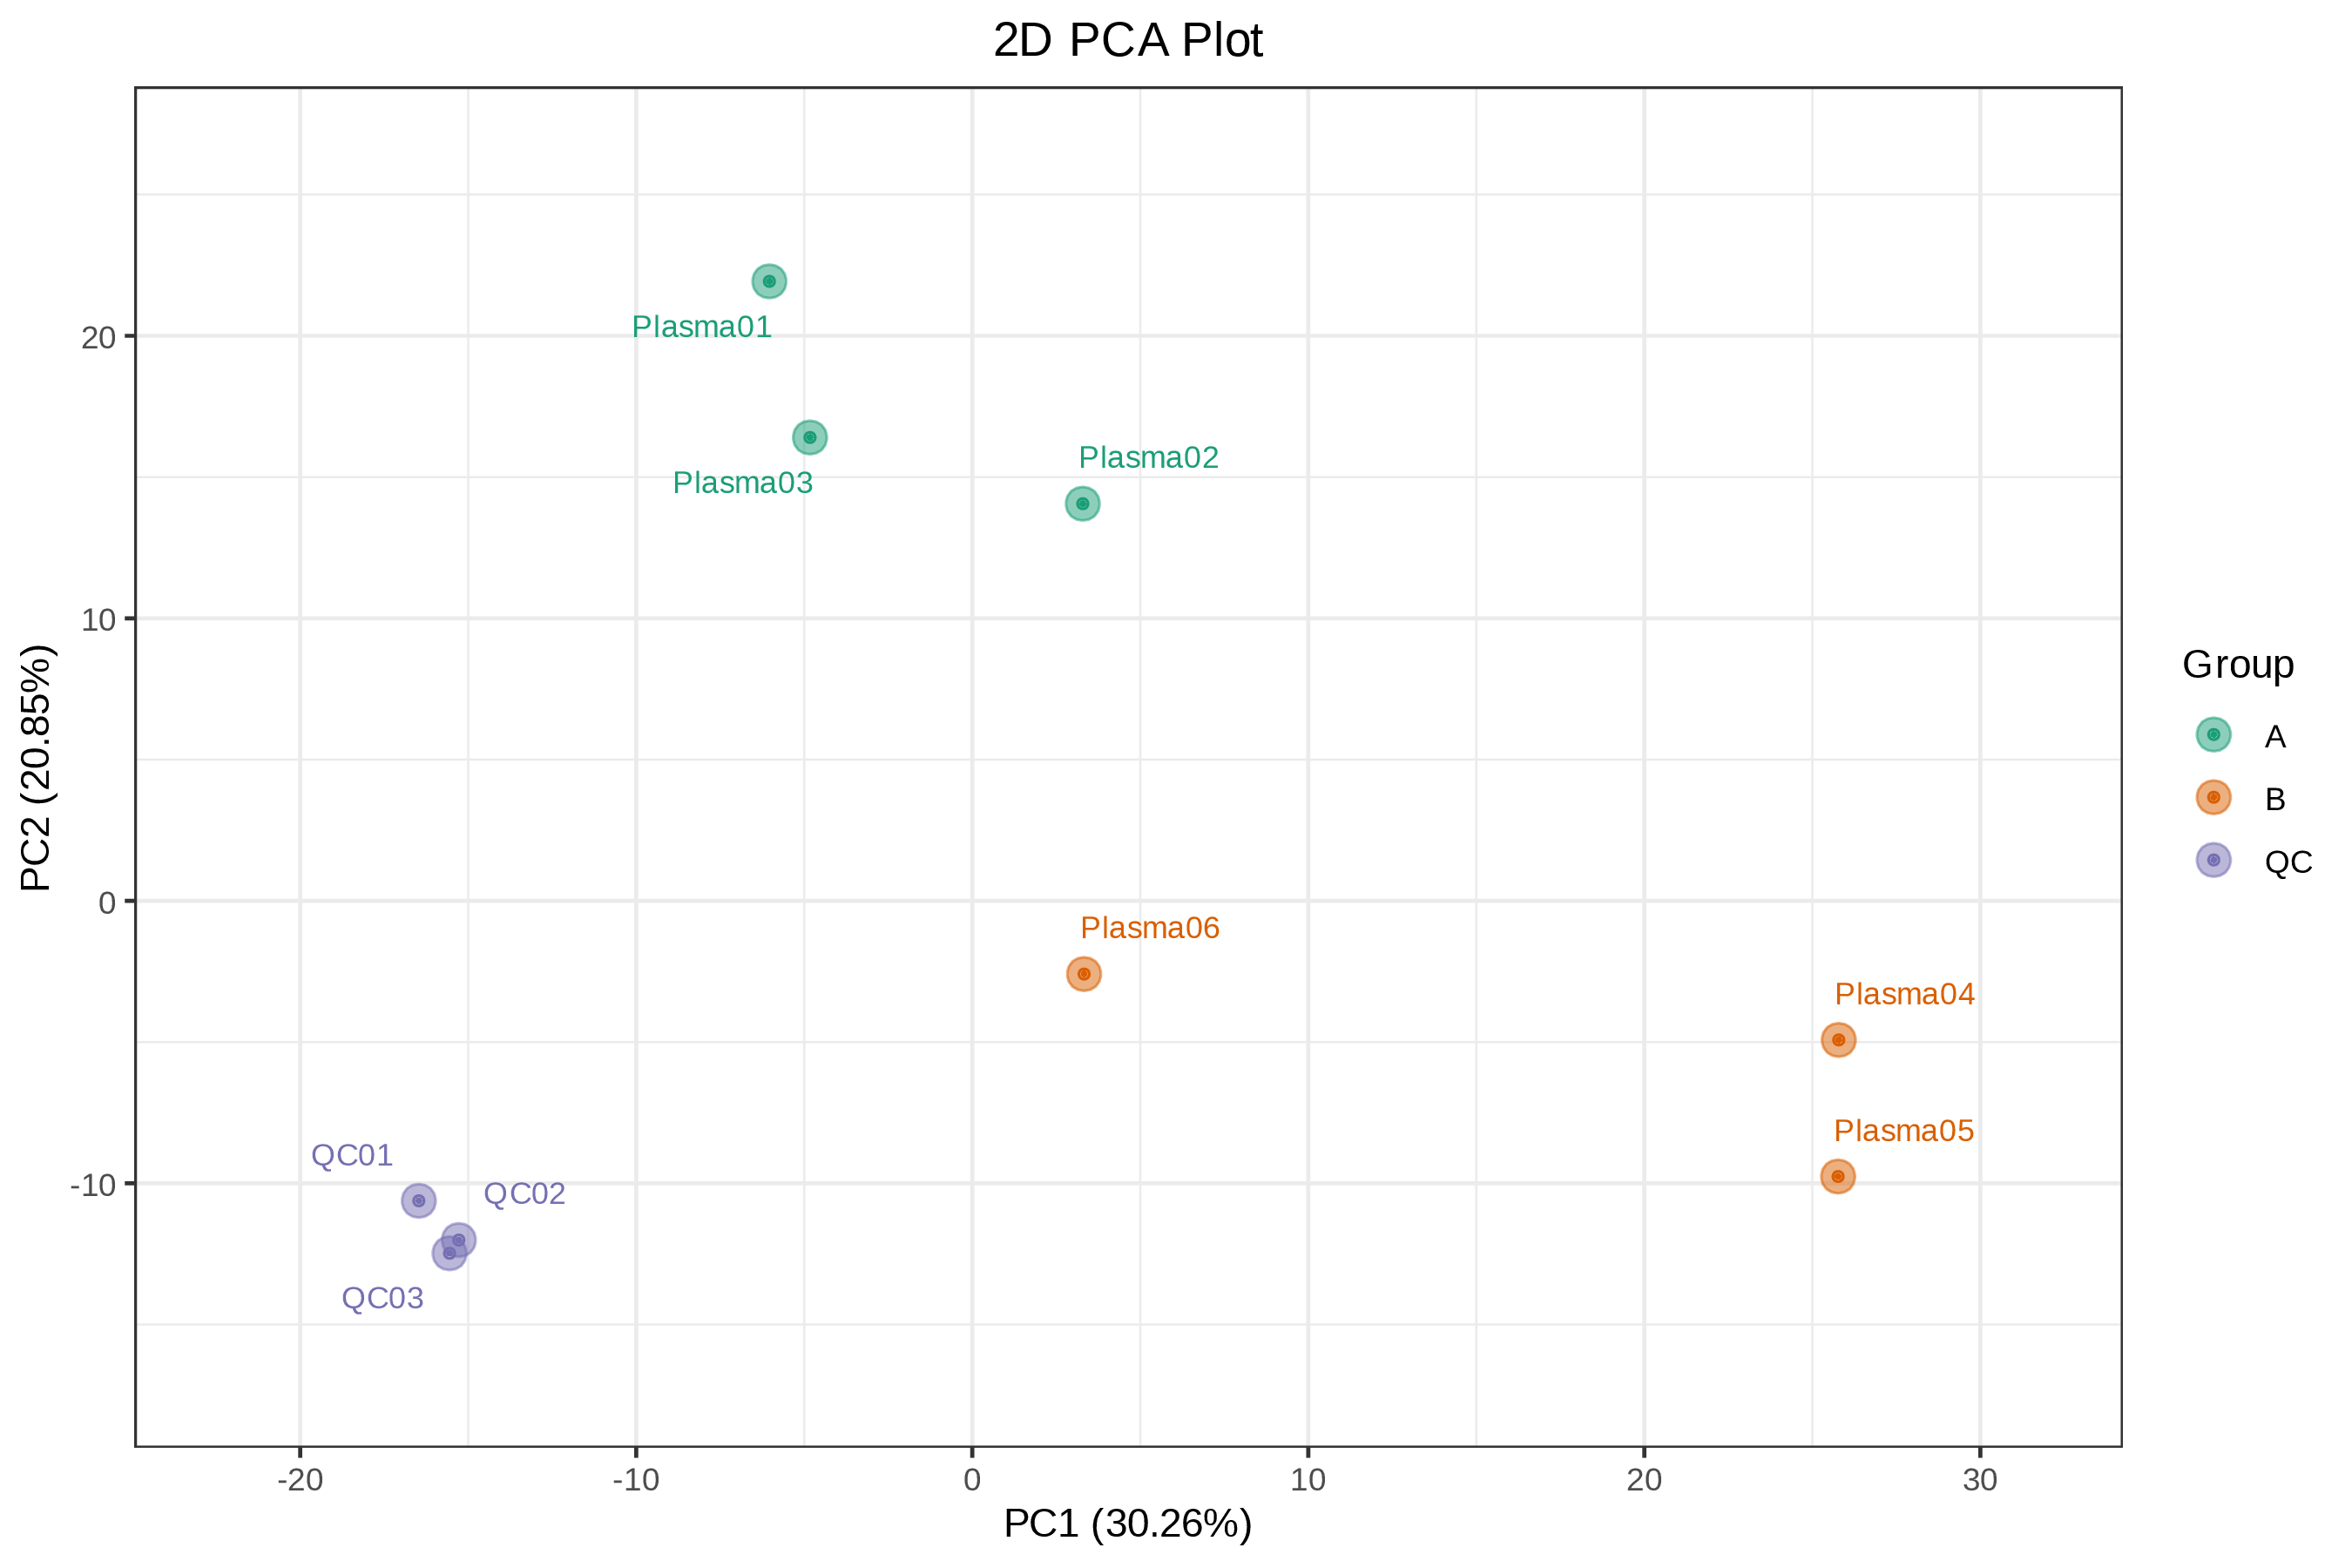 2D PCA Plot
Plasma01
Plasma03
Plasma02
Plasma06
Plasma04
Plasma05
QC01
QC02
QC03
20
10
0
-10
PC2 (20.85%)
-20
-10
0
10
20
30
PC1 (30.26%)
Group
A
B
QC